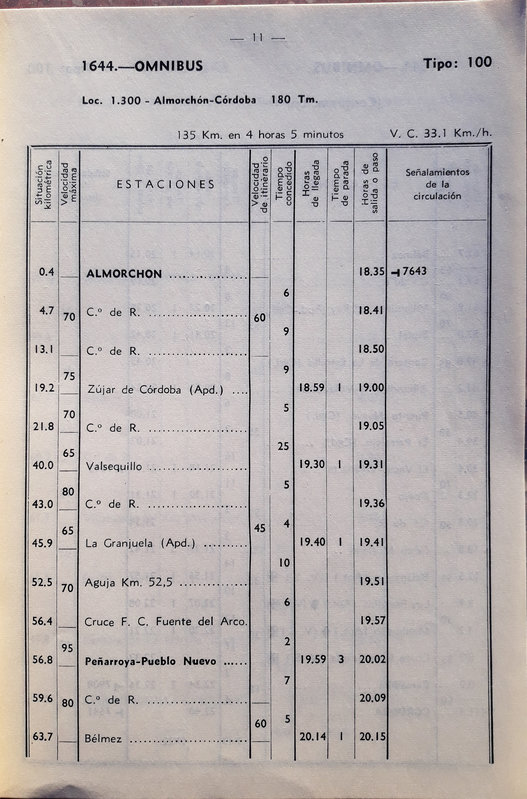 — 11 —
1644.—OMNIBUS Tipo: 100
Loc. 1.300 - Almorchón-Córdoba 180 Tm.
135 Km. en 4 horas 5 minutos V. C. 33.1 Km./h.
Situación kilométrica Velocidad máxima ESTACIONES Velocidad de itinerario Tiempo concedido Horas de llegada Tiempo de parada Horas de salida o paso Señalamientos de la circulación
0.4 ALMORCHON ................ 18.35 7643
6
4.7 70 C.º de R. ................ 60 18.41
9
13.1 C.º de R. ................ 18.50
75 9
19.2 Zújar de Córdoba (Apd.) .... 18.59 1 19.00
70 5
21.8 C.º de R. ................ 19.05
65 25
40.0 Valsequillo ................ 19.30 1 19.31
80 5
43.0 C.º de R. ................ 19.36
65 45 4
45.9 La Granjuela (Apd.) ......... 19.40 1 19.41
10
52.5 70 Aguja Km. 52,5 ............ 19.51
6
56.4 Cruce F. C. Fuente del Arco. 19.57
95 2
56.8 Peñarroya-Pueblo Nuevo ...... 19.59 3 20.02
7
59.6 80 C.º de R. ................ 20.09
60 5
63.7 Bélmez ................ 20.14 1 20.15